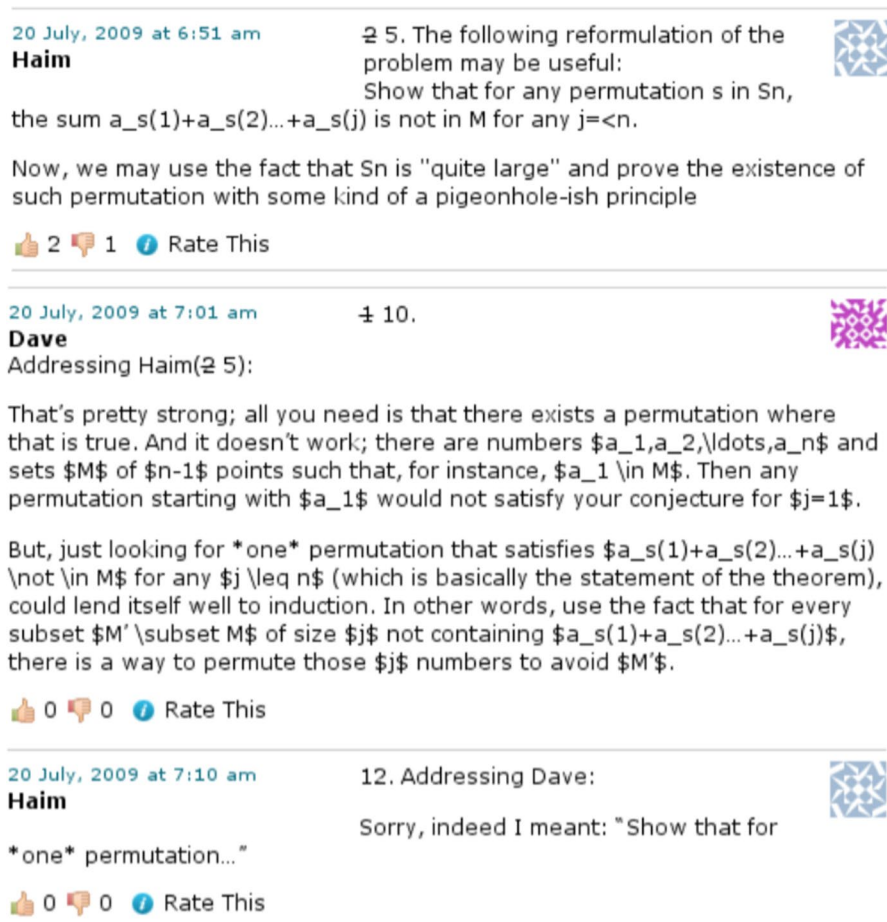 20 July, 2009 at 6:51 am
Haim
2 5. The following reformulation of the
problem may be useful:
Show that for any permutation s in Sn,
the sum a_s(1)+a_s(2)...+a_s(j) is not in M for any j=<n.
Now, we may use the fact that Sn is "quite large" and prove the existence of
such permutation with some kind of a pigeonhole-ish principle
2 1 Rate This
20 July, 2009 at 7:01 am
1 10.
Dave
Addressing Haim(2 5):
That's pretty strong; all you need is that there exists a permutation where
that is true. And it doesn't work; there are numbers $a_1,a_2,\ldots,a_n$ and
sets $M$ of $n-1$ points such that, for instance, $a_1 \in M$. Then any
permutation starting with $a_1$ would not satisfy your conjecture for $j=1$.
But, just looking for *one* permutation that satisfies $a_s(1)+a_s(2)...+a_s(j)
\not \in M$ for any $j \leq n$ (which is basically the statement of the theorem),
could lend itself well to induction. In other words, use the fact that for every
subset $M' \subset M$ of size $j$ not containing $a_s(1)+a_s(2)...+a_s(j)$,
there is a way to permute those $j$ numbers to avoid $M'$.
0 0 Rate This
20 July, 2009 at 7:10 am
Haim
12. Addressing Dave:
Sorry, indeed I meant: "Show that for
*one* permutation..."
0 0 Rate This